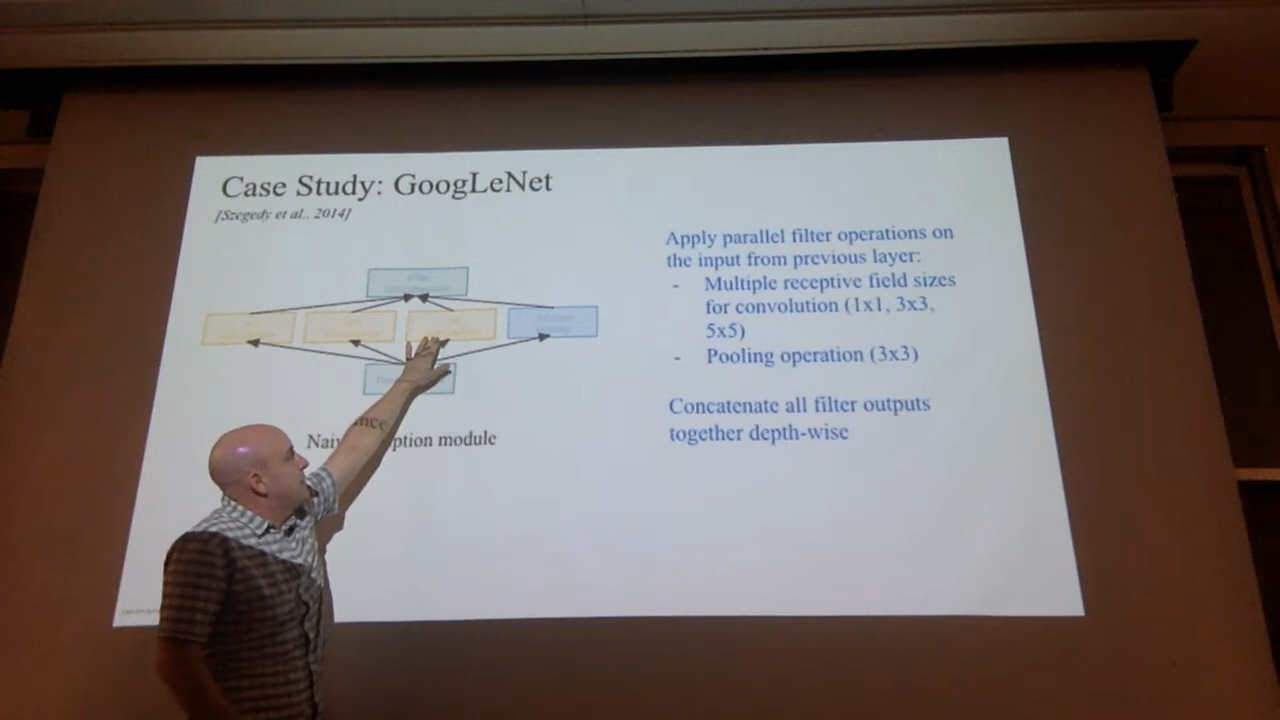 Case Study: GoogLeNet
[Szegedy et al., 2014]
Apply parallel filter operations on
the input from previous layer:
- Multiple receptive field sizes
for convolution (1x1, 3x3,
5x5)
- Pooling operation (3x3)
Concatenate all filter outputs
together depth-wise